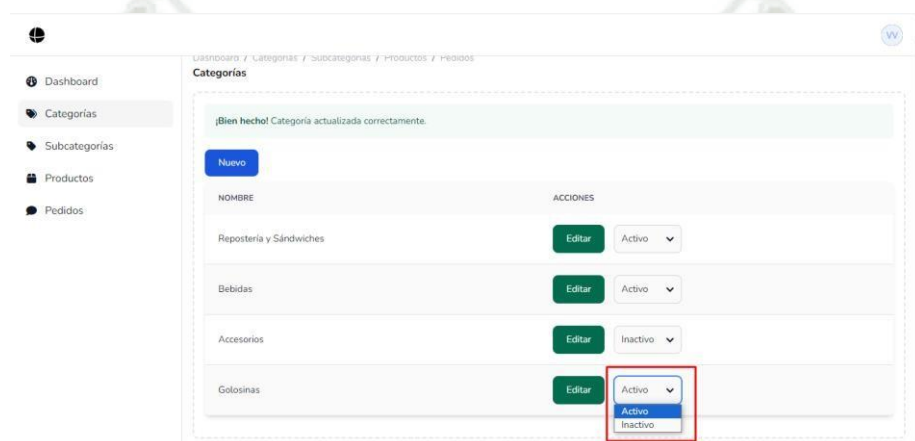 VV
Dashboard / Categorías / Subcategorías / Productos / Pedidos
Categorías
Dashboard
Categorías
Subcategorías
Productos
Pedidos
¡Bien hecho! Categoría actualizada correctamente.
Nuevo
NOMBRE ACCIONES
Repostería y Sándwiches Editar Activo
Bebidas Editar Activo
Accesorios Editar Inactivo
Golosinas Editar Activo
Activo
Inactivo